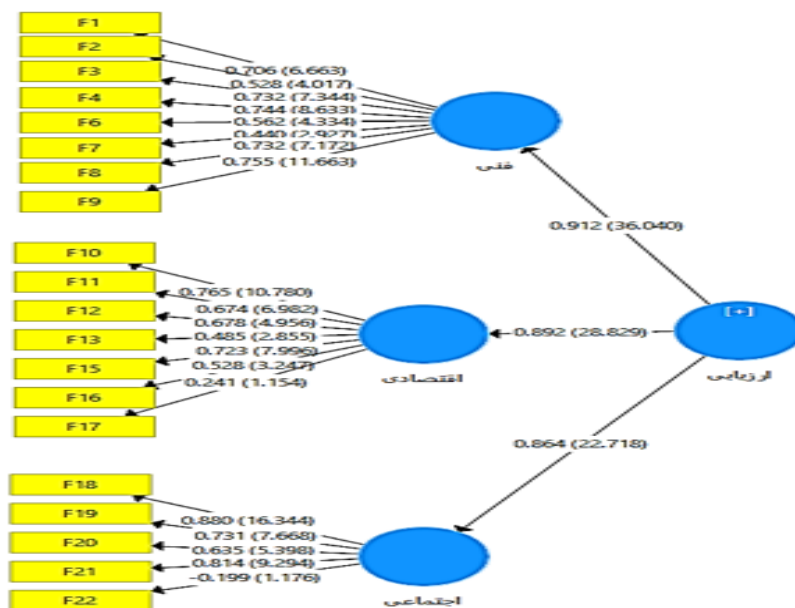 F1
F2
F3
F4
F6
F7
F8
F9
0.706 (6.663)
0.528 (4.017)
0.732 (7.344)
0.744 (8.633)
0.562 (4.334)
0.440 (2.927)
0.732 (7.172)
0.755 (11.663)
فنی
0.912 (36.040)
F10
F11
F12
F13
F15
F16
F17
0.765 (10.780)
0.674 (6.982)
0.678 (4.956)
0.485 (2.855)
0.723 (7.996)
0.528 (3.247)
0.241 (1.154)
اقتصادی
0.892 (28.829)
[+]
ارزیابی
0.864 (22.718)
F18
F19
F20
F21
F22
0.880 (16.344)
0.731 (7.668)
0.635 (5.398)
0.814 (9.294)
-0.199 (1.176)
اجتماعی